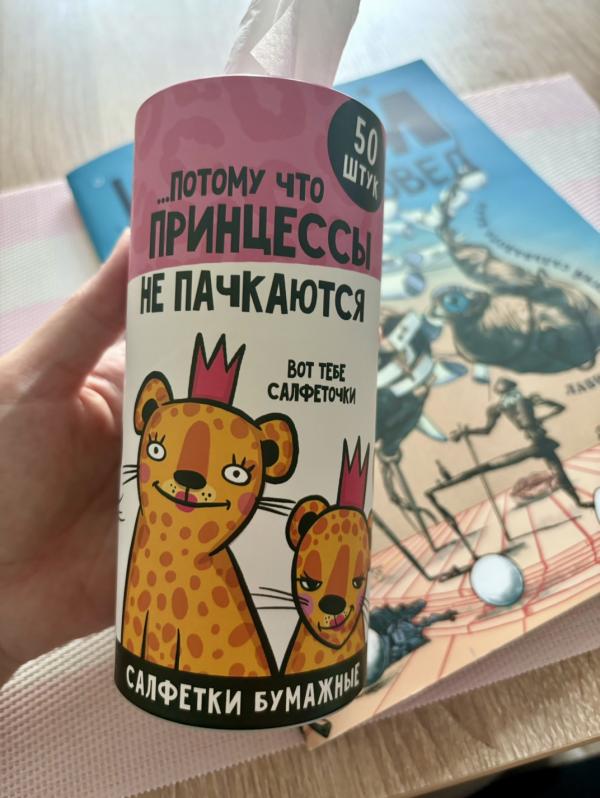 50
ШТУК
...ПОТОМУ ЧТО
ПРИНЦЕССЫ
НЕ ПАЧКАЮТСЯ
ВОТ ТЕБЕ
САЛФЕТОЧКИ
САЛФЕТКИ БУМАЖНЫЕ